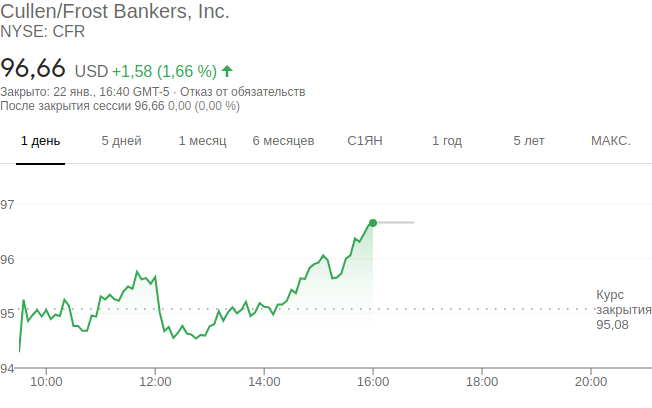 Cullen/Frost Bankers, Inc.
NYSE: CFR
96,66 USD +1,58 (1,66 %)
Закрыто: 22 янв., 16:40 GMT-5 · Отказ от обязательств
После закрытия сессии 96,66 0,00 (0,00 %)
1 день 5 дней 1 месяц 6 месяцев С1ЯН 1 год 5 лет МАКС.
97
96
95
94
Курс
закрытия
95,08
10:00 12:00 14:00 16:00 18:00 20:00